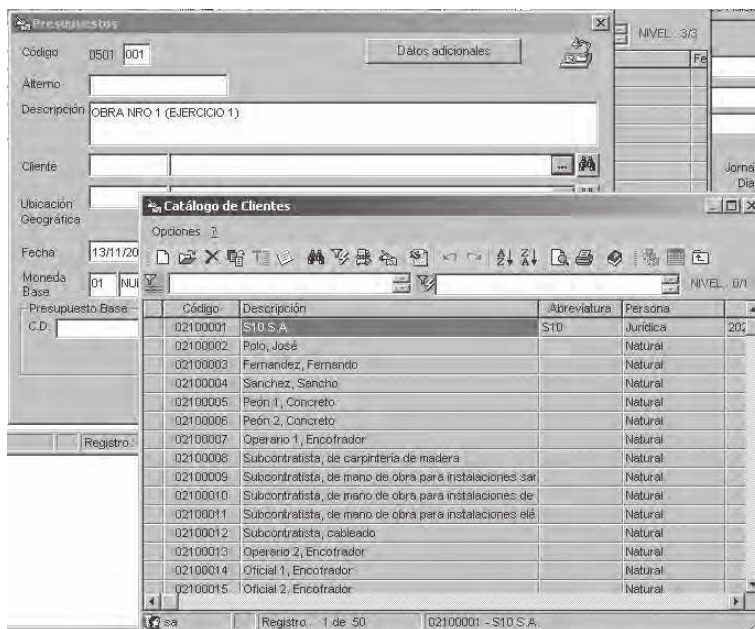 Presupuestos
Código 0501 001 Datos adicionales
NIVEL : 3/3
Fe
Alterno
Descripción OBRA NRO 1 (EJERCICIO 1)
Cliente ...
Jorna
Dia
Ubicación
Geográfica
Catálogo de Clientes
Opciones ?
Fecha 13/11/20
Moneda
Base 01 NU
NIVEL : 0/1
Presupuesto Base
C.D.
Código Descripción Abreviatura Persona
02100001 S10 S.A S10 Jurídica 202
02100002 Polo, José Natural
02100003 Fernandez, Fernando Natural
02100004 Sanchez, Sancho Natural
02100005 Peón 1, Concreto Natural
02100006 Peón 2, Concreto Natural
02100007 Operario 1, Encofrador Natural
02100008 Subcontratista, de carpintería de madera Natural
02100009 Subcontratista, de mano de obra para instalaciones sar Natural
02100010 Subcontratista, de mano de obra para instalaciones de Natural
02100011 Subcontratista, de mano de obra para instalaciones elé Natural
02100012 Subcontratista, cableado Natural
02100013 Operario 2, Encofrador Natural
02100014 Oficial 1, Encofrador Natural
02100015 Oficial 2, Encofrador Natural
Registro
sa Registro... 1 de 50 02100001 - S10 S.A.